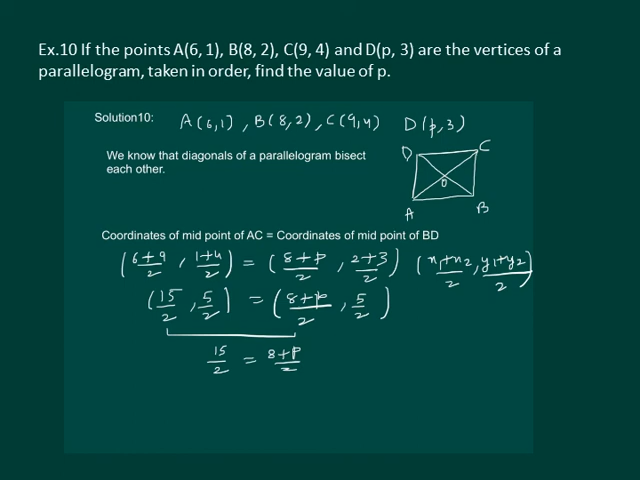 Ex.10 If the points A(6, 1), B(8, 2), C(9, 4) and D(p, 3) are the vertices of a
parallelogram, taken in order, find the value of p.
Solution10: A(6,1), B(8,2), C(9,4) D(p,3)
We know that diagonals of a parallelogram bisect
each other.
D C
O
A B
Coordinates of mid point of AC = Coordinates of mid point of BD
(6+9/2, 1+4/2) = (8+p/2, 2+3/2) (x1+x2/2, y1+y2/2)
(15/2, 5/2) = (8+p/2, 5/2)
15/2 = 8+p/2